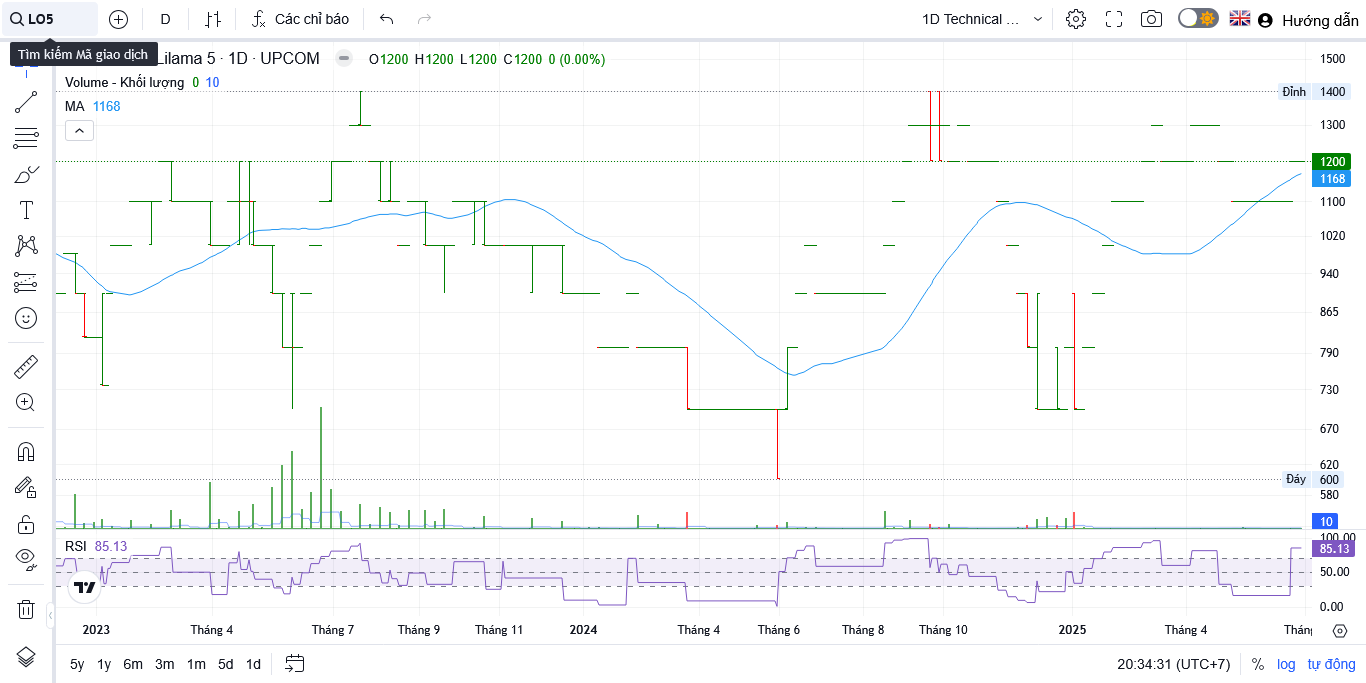 LO5
D
Các chỉ báo
1D Technical ...
Hướng dẫn
Tìm kiếm Mã giao dịch
Lilama 5 · 1D · UPCOM
O1200 H1200 L1200 C1200 0 (0.00%)
Volume - Khối lượng 0 10
MA 1168
1500
Đỉnh 1400
1300
1200
1168
1100
1020
940
865
790
730
670
620
Đáy 600
580
10
RSI 85.13
100.00
85.13
50.00
0.00
2023 Tháng 4 Tháng 7 Tháng 9 Tháng 11 2024 Tháng 4 Tháng 6 Tháng 8 Tháng 10 2025 Tháng 4 Thán
5y 1y 6m 3m 1m 5d 1d
20:34:31 (UTC+7) % log tự động